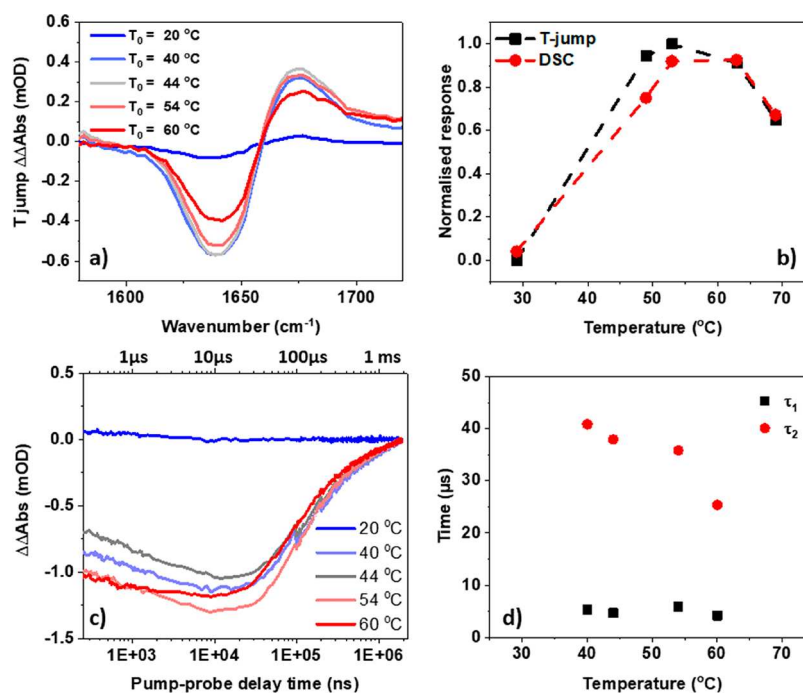 0.6
0.4
0.2
0.0
-0.2
-0.4
-0.6
T jump ΔΔAbs (mOD)
T₀ = 20 °C
T₀ = 40 °C
T₀ = 44 °C
T₀ = 54 °C
T₀ = 60 °C
a)
1600
1650
1700
Wavenumber (cm⁻¹)
1.0
0.8
0.6
0.4
0.2
0.0
Normalised response
T-jump
DSC
b)
30
40
50
60
70
Temperature (°C)
1μs
10μs
100μs
1 ms
0.5
0.0
-0.5
-1.0
-1.5
ΔΔAbs (mOD)
20 °C
40 °C
44 °C
54 °C
60 °C
c)
1E+03
1E+04
1E+05
1E+06
Pump-probe delay time (ns)
50
40
30
20
10
0
Time (μs)
τ₁
τ₂
d)
30
40
50
60
70
Temperature (°C)